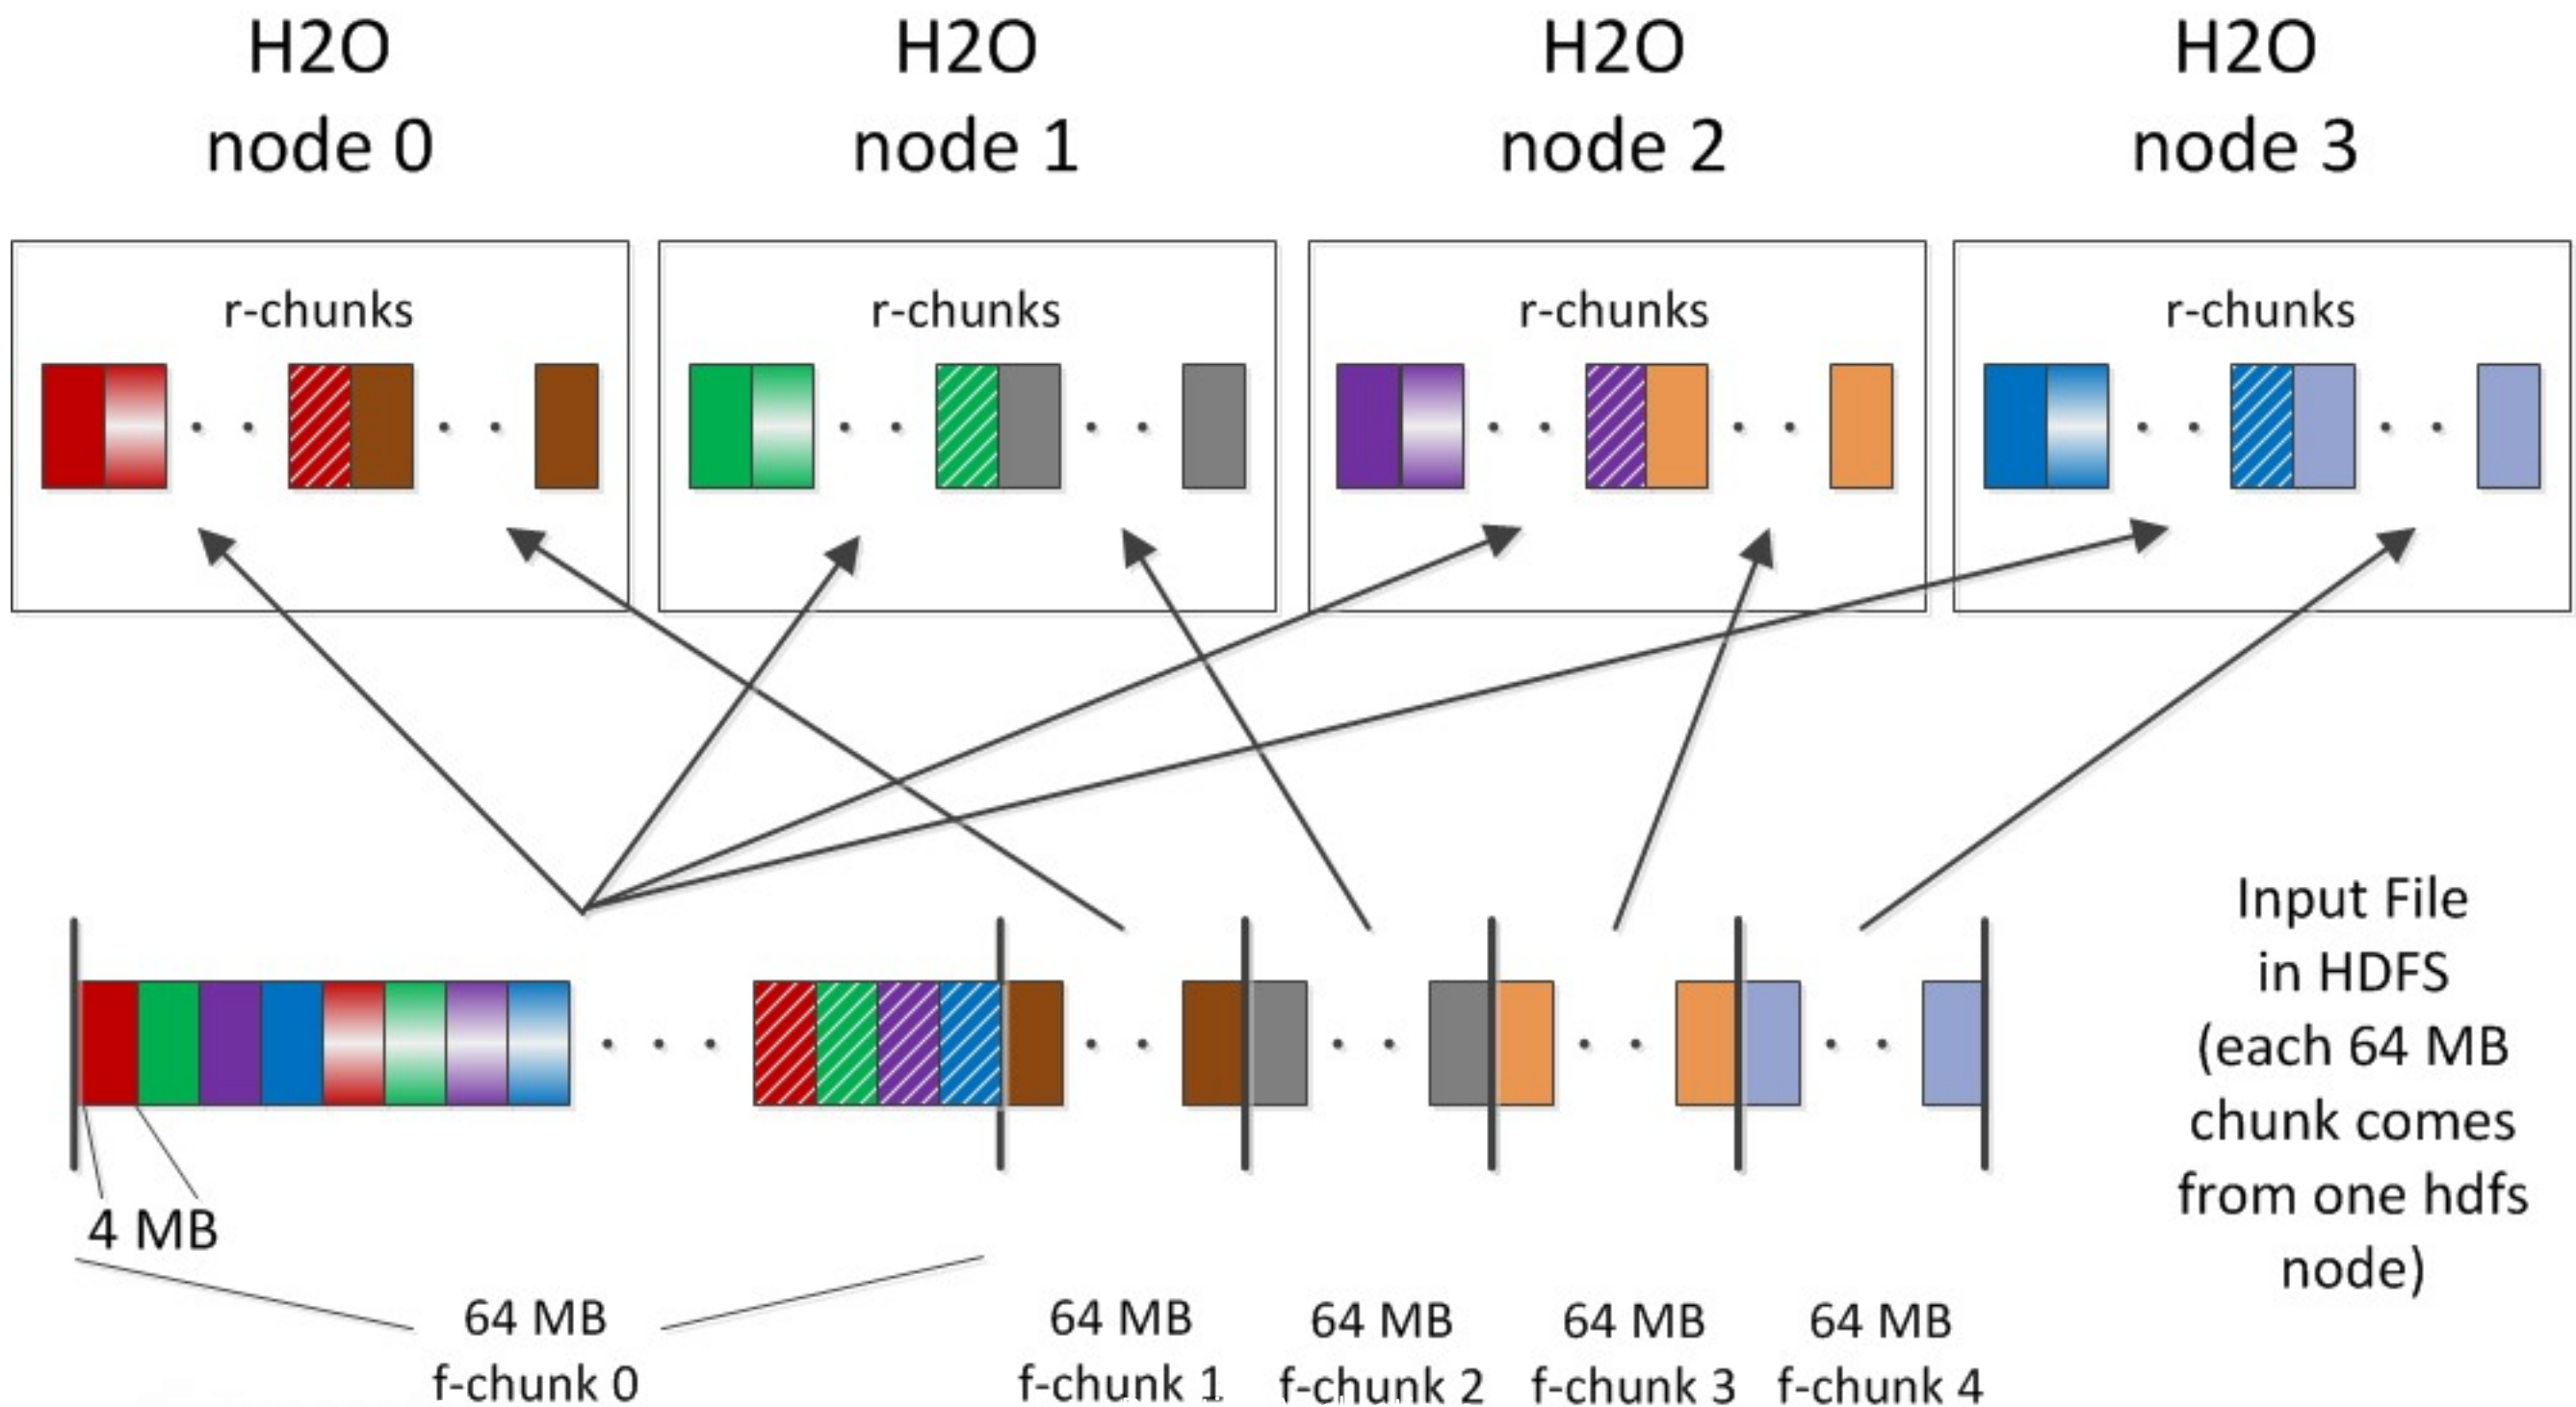 H2O
node 0
H2O
node 1
H2O
node 2
H2O
node 3
r-chunks
r-chunks
r-chunks
r-chunks
Input File
in HDFS
(each 64 MB
chunk comes
from one hdfs
node)
4 MB
64 MB
f-chunk 0
64 MB
f-chunk 1
64 MB
f-chunk 2
64 MB
f-chunk 3
64 MB
f-chunk 4